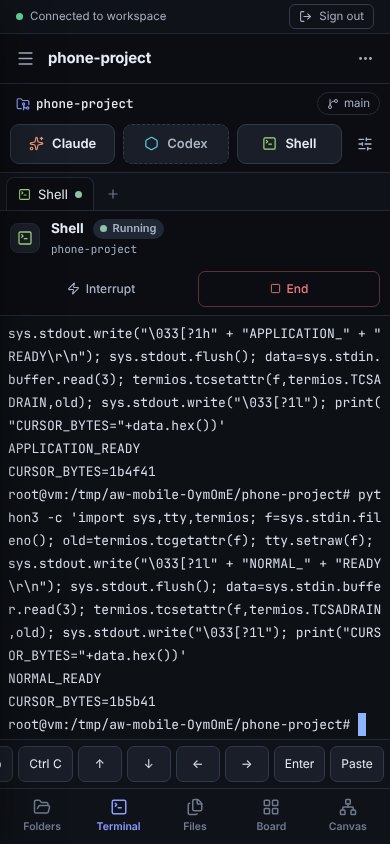 Connected to workspace
Sign out
phone-project
phone-project
main
Claude
Codex
Shell
Shell
Shell
Running
phone-project
Interrupt
End
sys.stdout.write("\033[?1h" + "APPLICATION_" + "
READY\r\n"); sys.stdout.flush(); data=sys.stdin.
buffer.read(3); termios.tcsetattr(f,termios.TCSA
DRAIN,old); sys.stdout.write("\033[?1l"); print(
"CURSOR_BYTES="+data.hex())'
APPLICATION_READY
CURSOR_BYTES=1b4f41
root@vm:/tmp/aw-mobile-OymOmE/phone-project# pyt
hon3 -c 'import sys,tty,termios; f=sys.stdin.fil
eno(); old=termios.tcgetattr(f); tty.setraw(f);
sys.stdout.write("\033[?1l" + "NORMAL_" + "READY
\r\n"); sys.stdout.flush(); data=sys.stdin.buffe
r.read(3); termios.tcsetattr(f,termios.TCSADRAIN
,old); sys.stdout.write("\033[?1l"); print("CURS
OR_BYTES="+data.hex())'
NORMAL_READY
CURSOR_BYTES=1b5b41
root@vm:/tmp/aw-mobile-OymOmE/phone-project#
Ctrl C
↑
↓
←
→
Enter
Paste
Folders
Terminal
Files
Board
Canvas